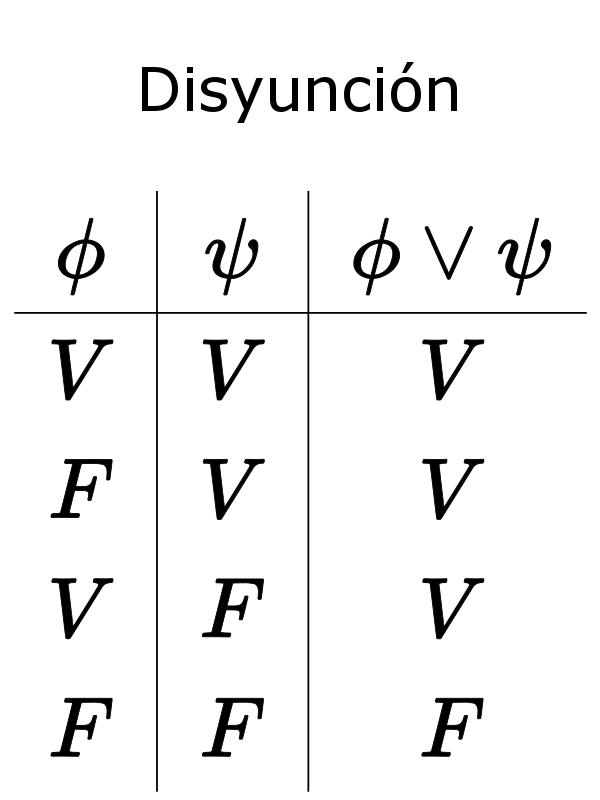 Disyunción
ϕ ψ ϕ ∨ ψ
V V V
F V V
V F V
F F F